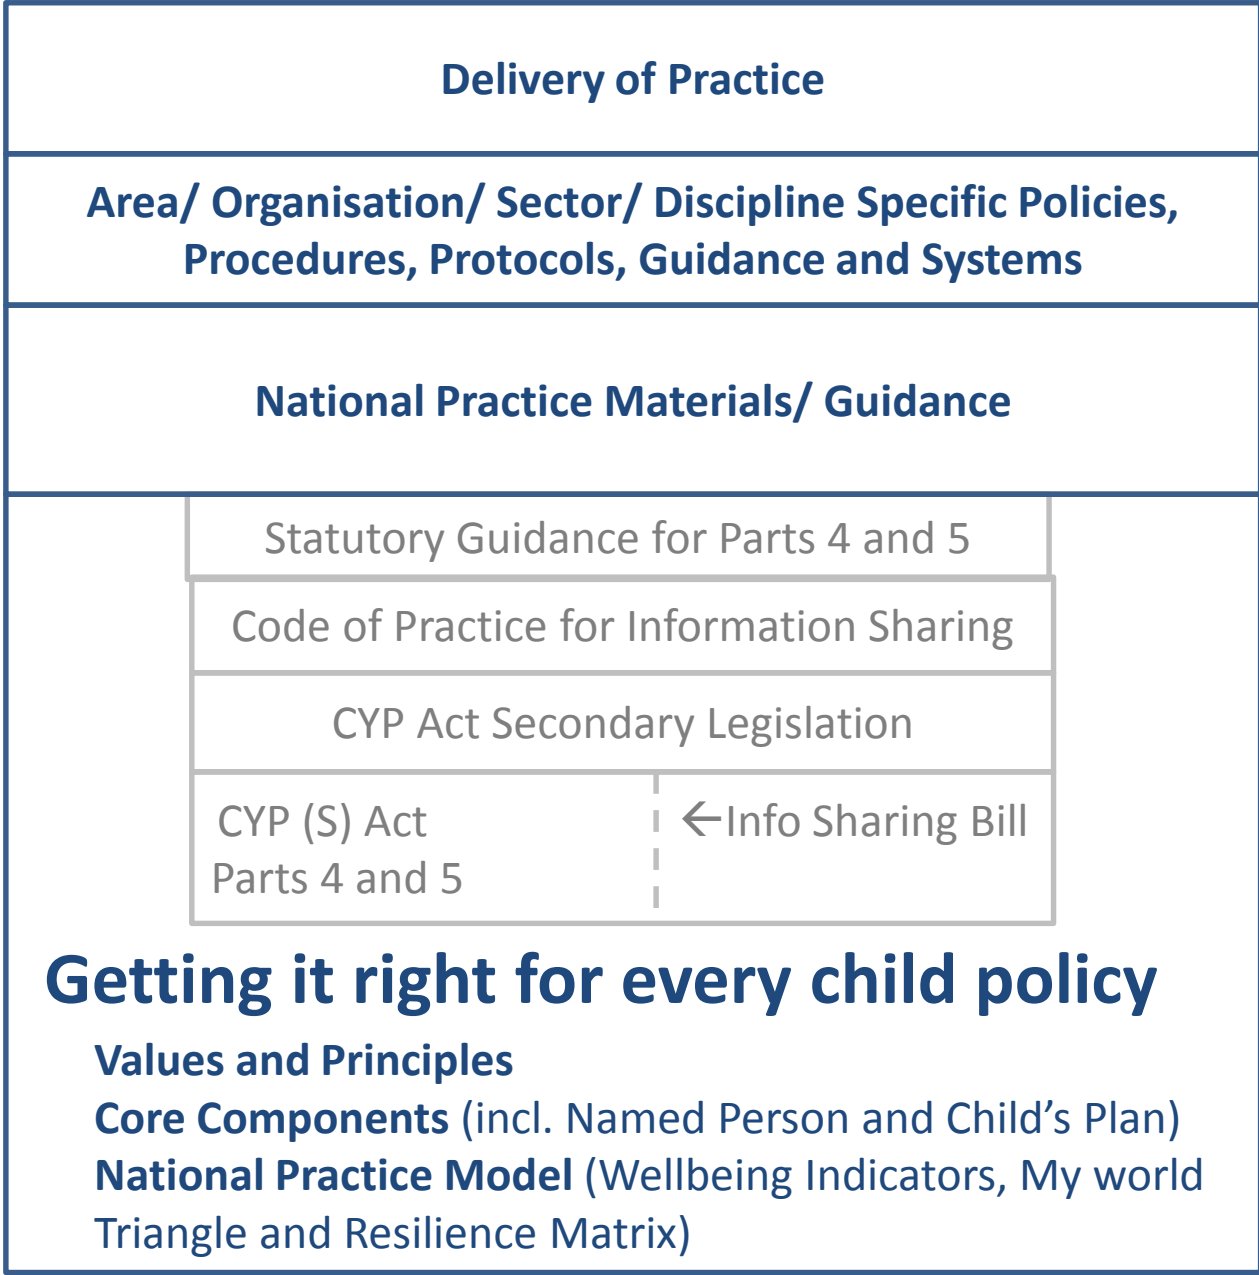 Delivery of Practice
Area/ Organisation/ Sector/ Discipline Specific Policies,
Procedures, Protocols, Guidance and Systems
National Practice Materials/ Guidance
Statutory Guidance for Parts 4 and 5
Code of Practice for Information Sharing
CYP Act Secondary Legislation
CYP (S) Act
Parts 4 and 5
←Info Sharing Bill
Getting it right for every child policy
Values and Principles
Core Components (incl. Named Person and Child’s Plan)
National Practice Model (Wellbeing Indicators, My world
Triangle and Resilience Matrix)